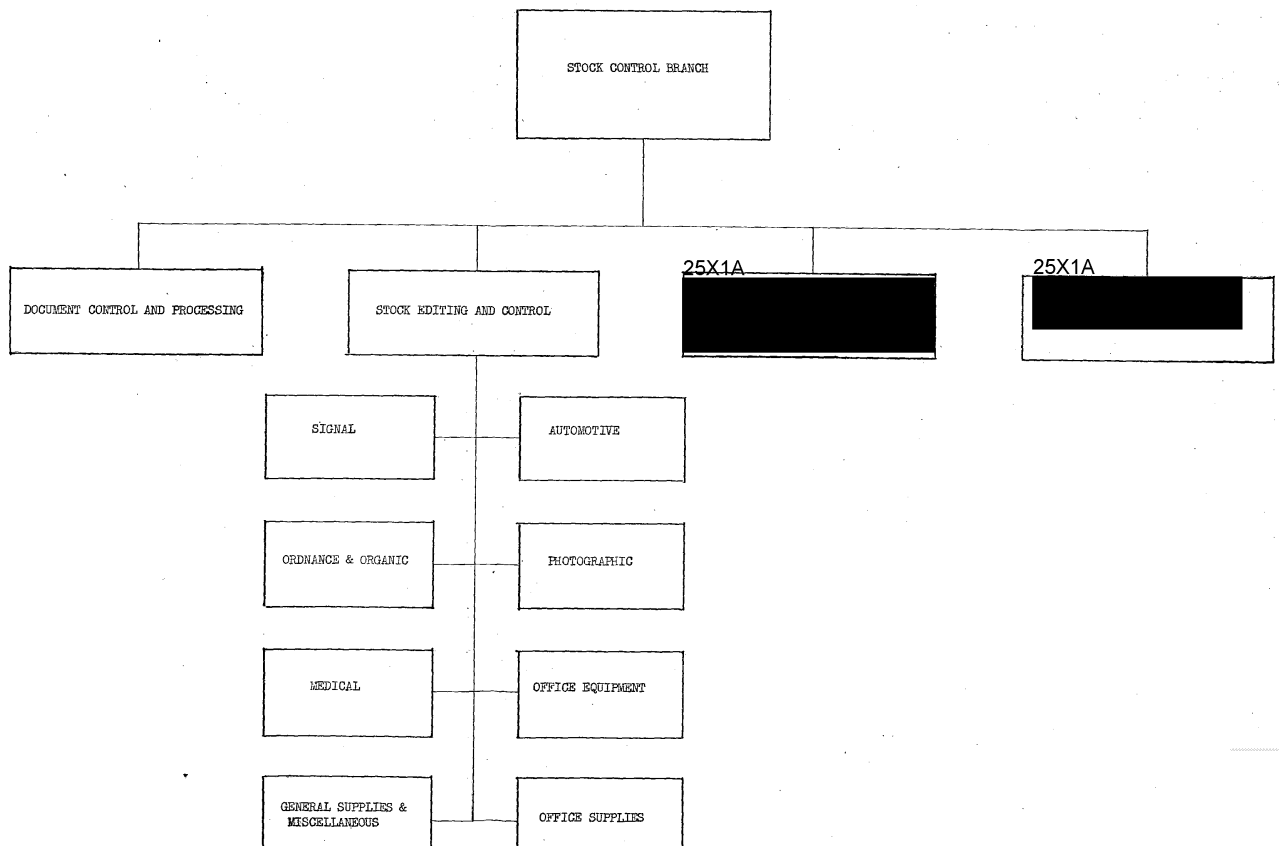 STOCK CONTROL BRANCH
DOCUMENT CONTROL AND PROCESSING
STOCK EDITING AND CONTROL
25X1A
25X1A
SIGNAL
AUTOMOTIVE
ORDNANCE & ORGANIC
PHOTOGRAPHIC
MEDICAL
OFFICE EQUIPMENT
GENERAL SUPPLIES &
MISCELLANEOUS
OFFICE SUPPLIES